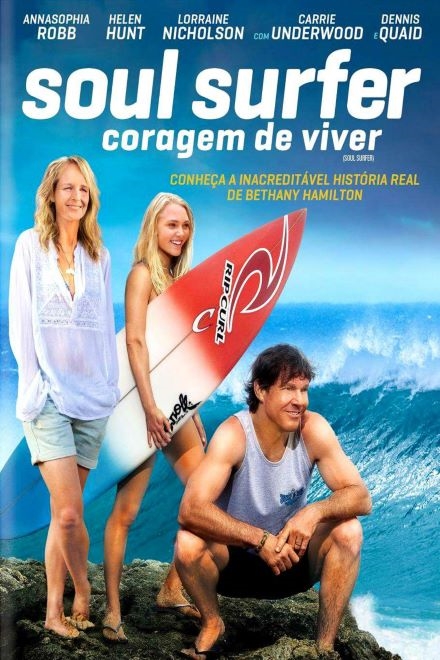 ANNASOPHIA ROBB
HELEN HUNT
LORRAINE NICHOLSON
COM CARRIE UNDERWOOD
E DENNIS QUAID
soul surfer
coragem de viver
(SOUL SURFER)
CONHEÇA A INACREDITÁVEL HISTÓRIA REAL
DE BETHANY HAMILTON
RIP CURL